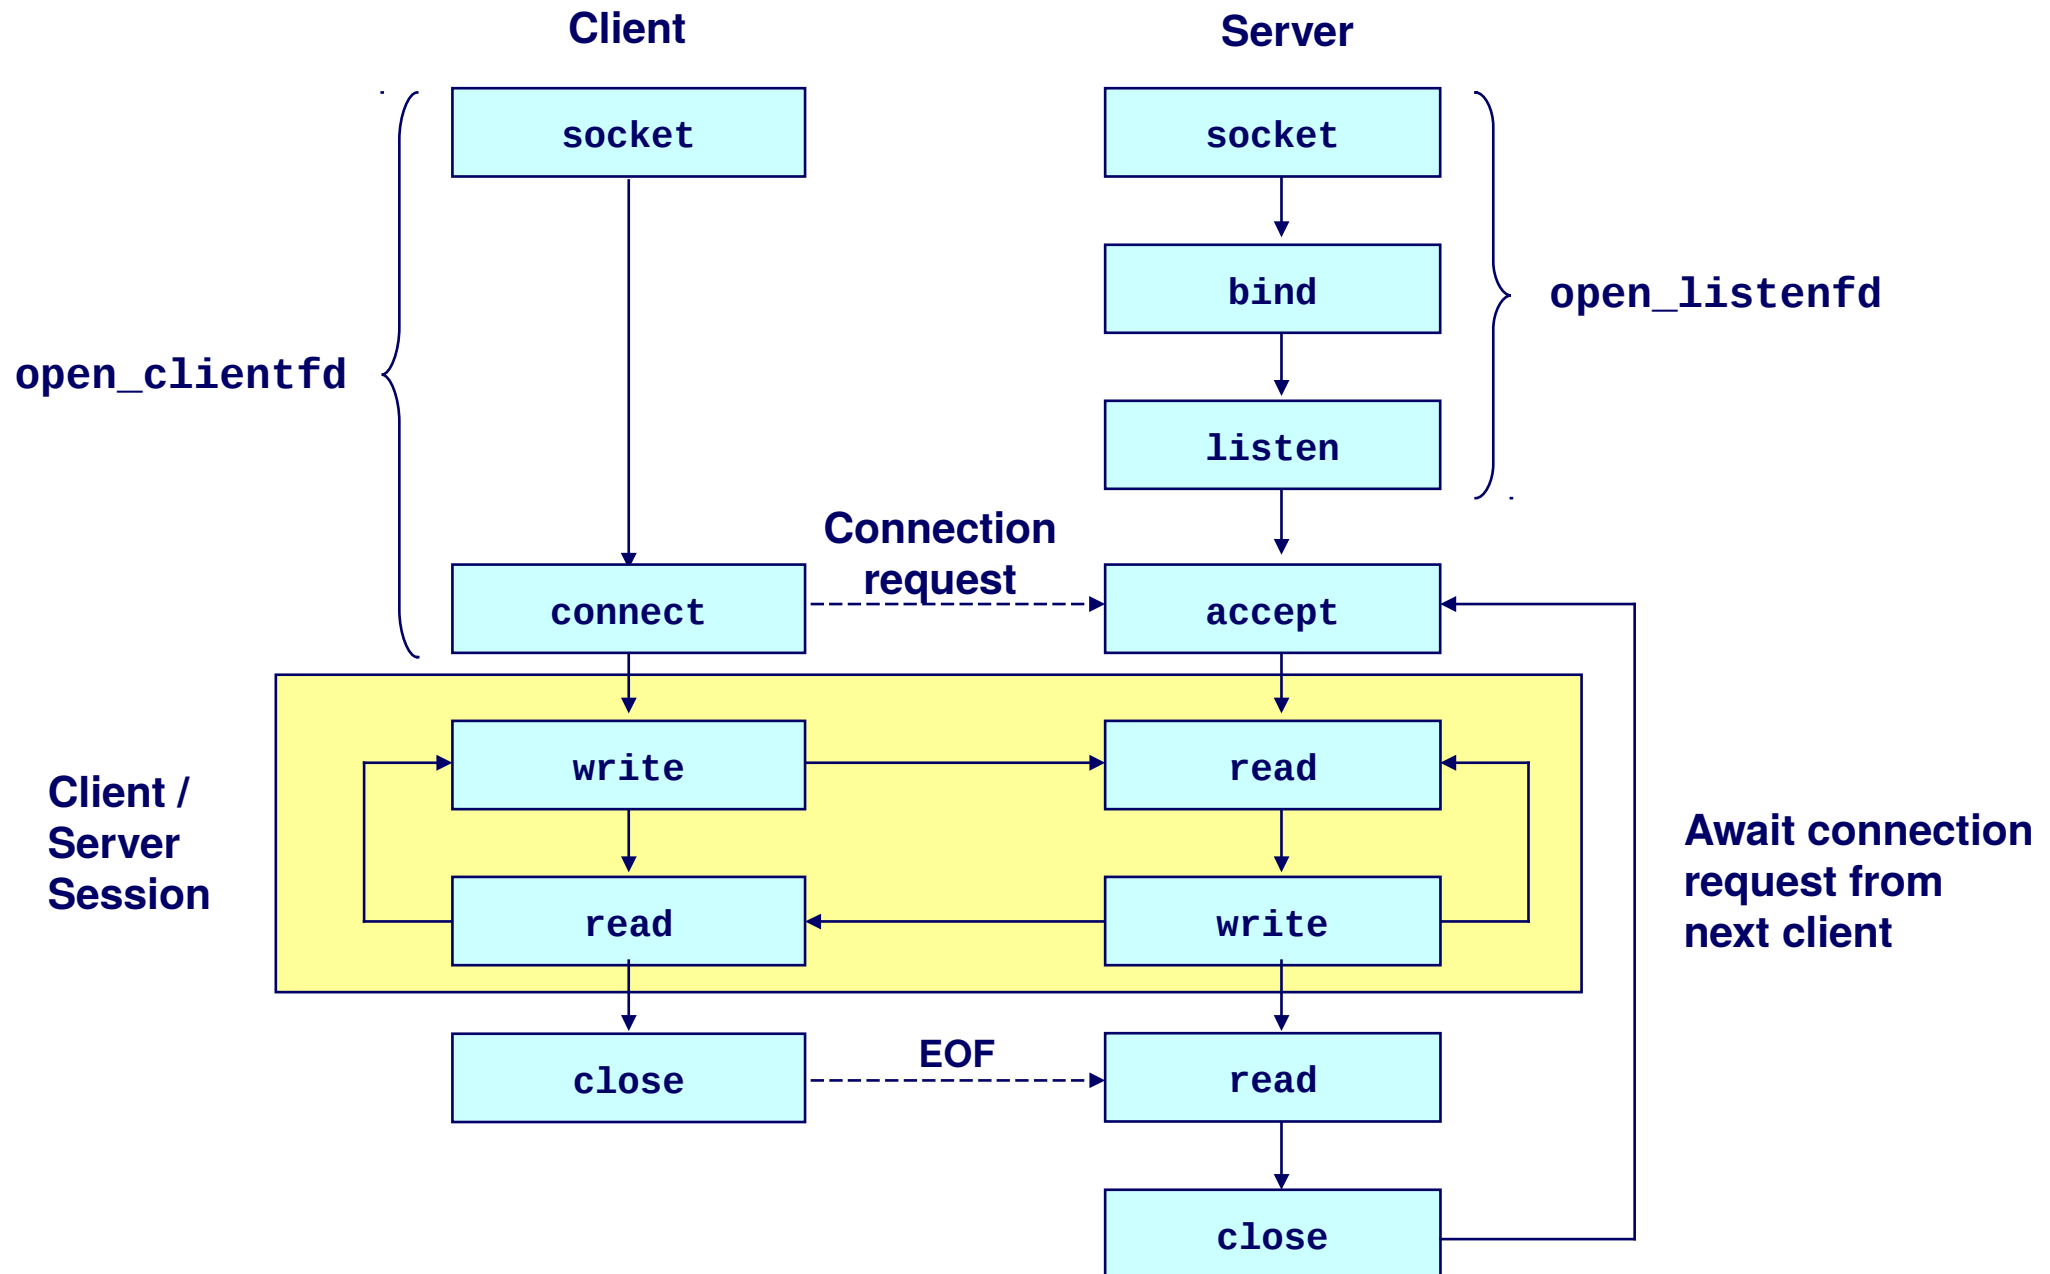 Client
Server
socket
socket
bind
open_listenfd
open_clientfd
listen
Connection
request
connect
accept
write
read
Client /
Server
Session
Await connection
request from
next client
read
write
EOF
close
read
close